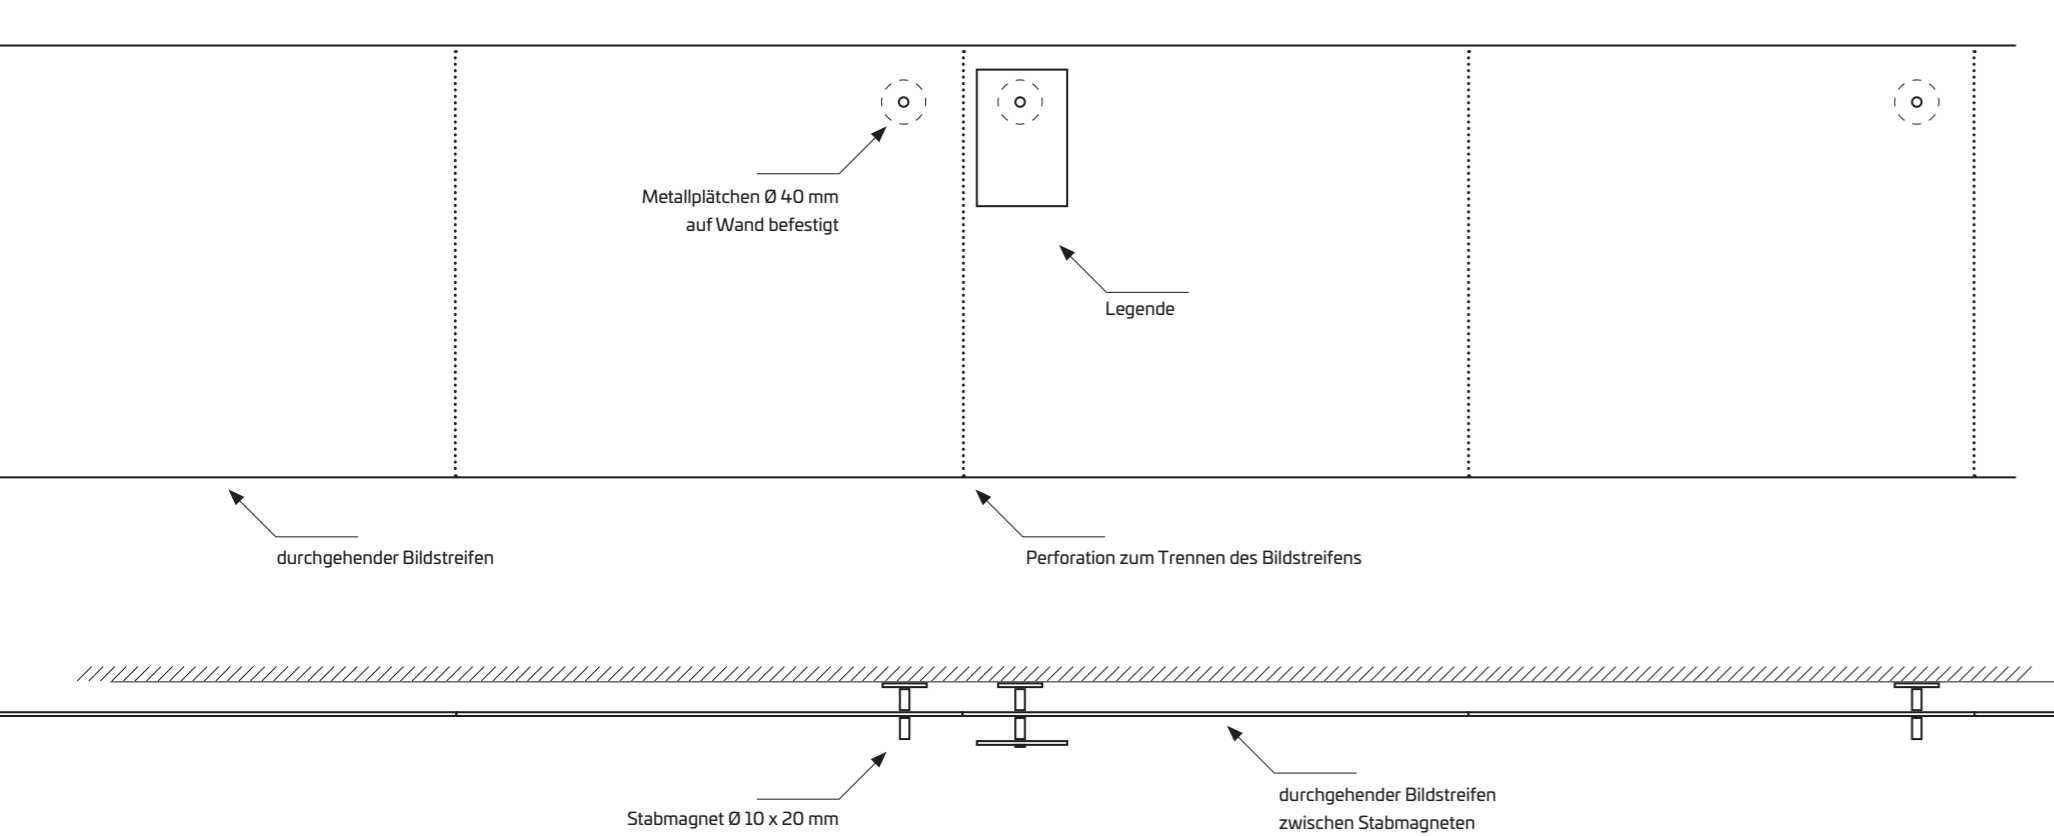 Metallplätchen Ø 40 mm
auf Wand befestigt
Legende
durchgehender Bildstreifen
Perforation zum Trennen des Bildstreifens
Stabmagnet Ø 10 x 20 mm
durchgehender Bildstreifen
zwischen Stabmagneten